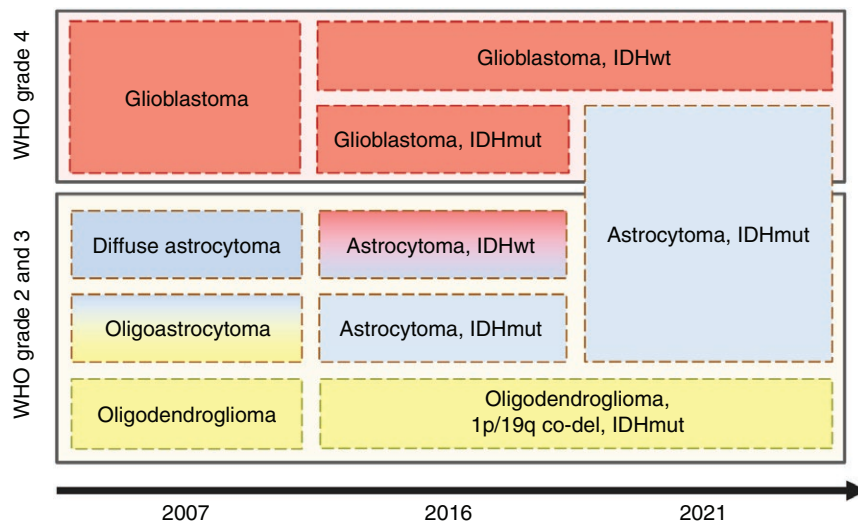 WHO grade 4
Glioblastoma
Glioblastoma, IDHwt
Glioblastoma, IDHmut
WHO grade 2 and 3
Diffuse astrocytoma
Astrocytoma, IDHwt
Astrocytoma, IDHmut
Oligoastrocytoma
Astrocytoma, IDHmut
Oligodendroglioma
Oligodendroglioma,
1p/19q co-del, IDHmut
2007
2016
2021